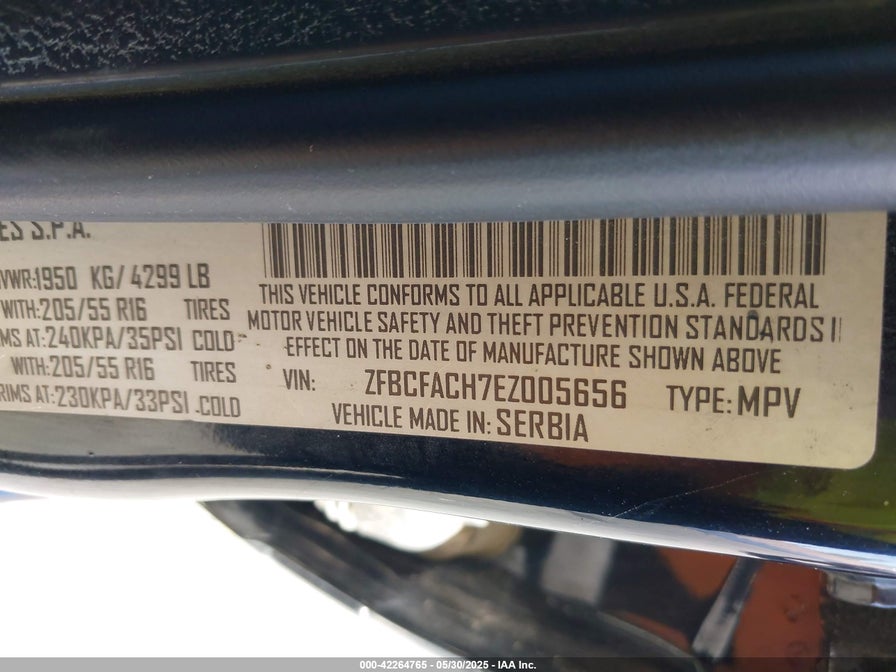 ES S.P.A.
VWR:1950 KG/ 4299 LB
WITH:205/55 R16 TIRES
MS AT:240KPA/35PSI COLD
WITH:205/55 R16 TIRES
RIMS AT:230KPA/33PSI COLD
THIS VEHICLE CONFORMS TO ALL APPLICABLE U.S.A. FEDERAL
MOTOR VEHICLE SAFETY AND THEFT PREVENTION STANDARDS I
EFFECT ON THE DATE OF MANUFACTURE SHOWN ABOVE
VIN: ZFBCFACH7EZ005656 TYPE: MPV
VEHICLE MADE IN: SERBIA
000-42264765 - 05/30/2025 - IAA Inc.